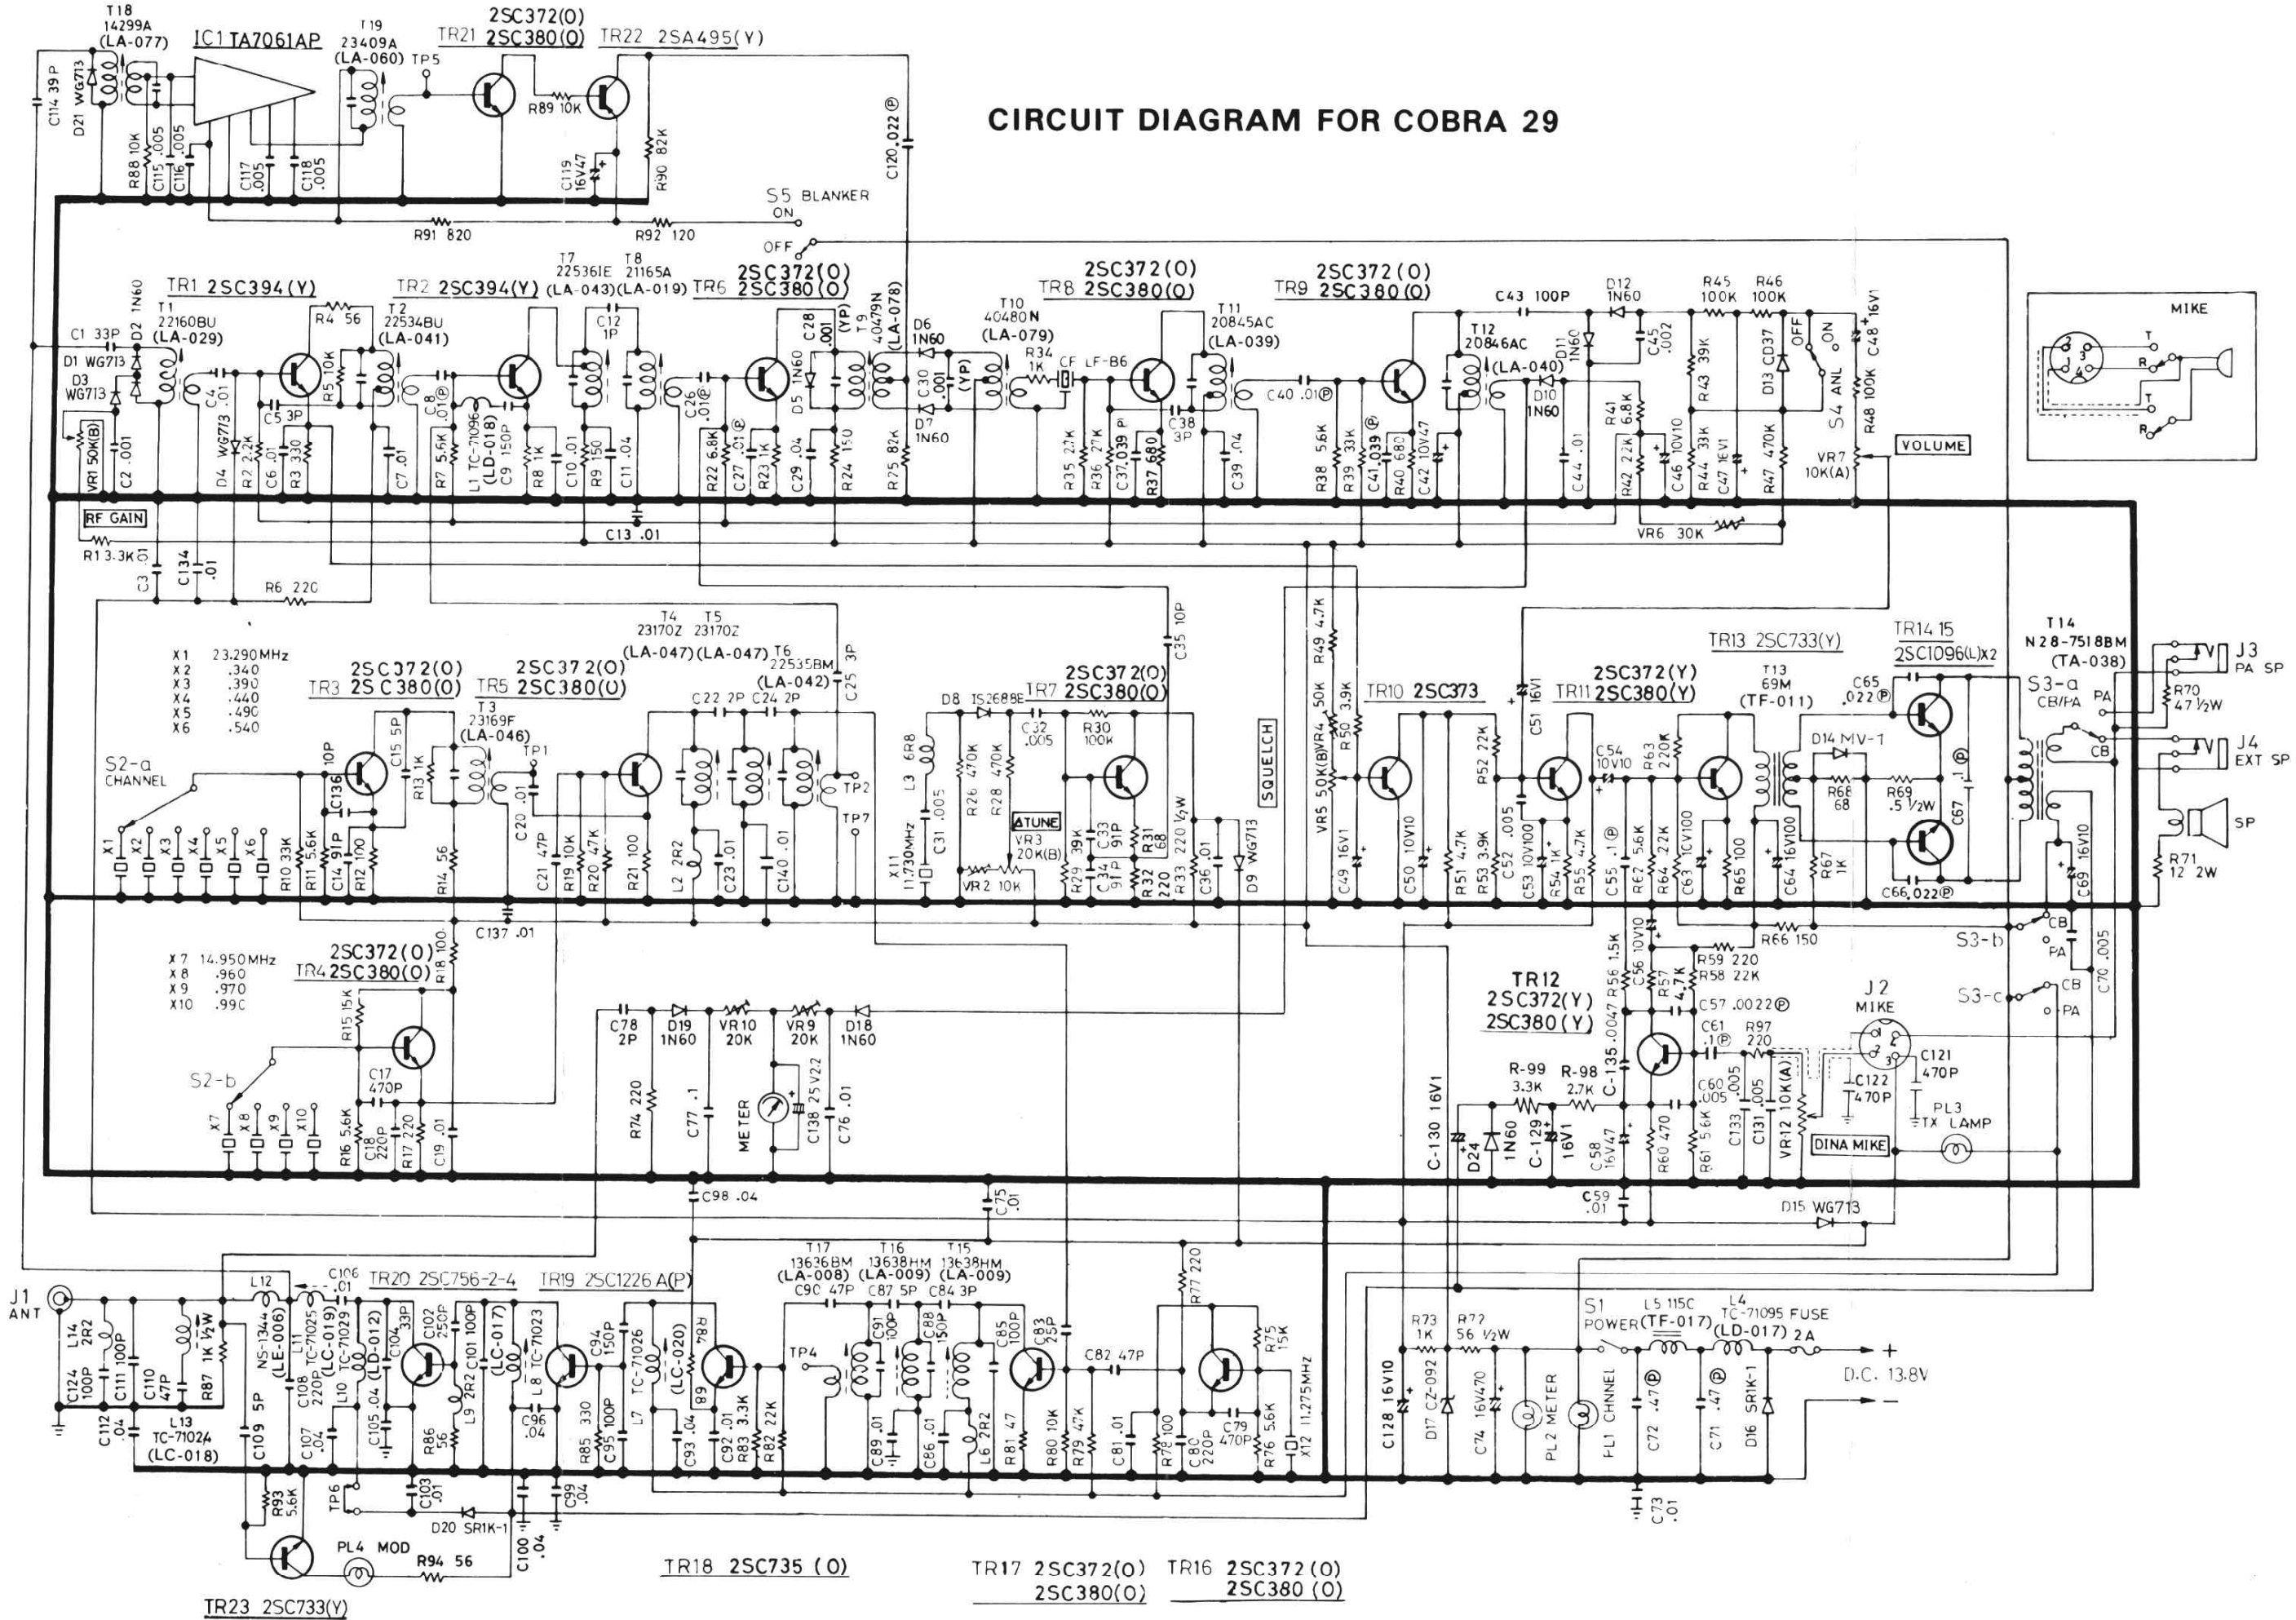 CIRCUIT DIAGRAM FOR COBRA 29
T18
14299A
(LA-077)
IC1 TA7061AP
T19
23409A
(LA-060)
TP5
2SC372(O)
TR21 2SC380(O)
TR22 2SA495(Y)
C114 39P
D21 WG713
R88 10K
C115 .005
C116 .005
C117 .005
C118 .005
R89 10K
C119 16V47
R90 82K
C120 .022 Ⓟ
S5 BLANKER
ON
OFF
R91 820
R92 120
TR1 2SC394(Y)
T1
22160BU
(LA-029)
C1 33P
D2 1N60
D1 WG713
D3
WG713
VR1 50K(B)
C2 .001
R4 56
R5 10K
T2
22534BU
(LA-041)
C4 .01
C5 3P
D4 WG713
R2 2.2K
C6 .01
R3 330
C7 .01
TR2 2SC394(Y)
C8 .01Ⓟ
R7 5.6K
L1 TC-71096
(LD-018)
C9 150P
R8 1K
C10 .01
R9 150
C11 .04
T7
22536IE
(LA-043)
T8
21165A
(LA-019)
C12
1P
TR6 2SC372(O)
2SC380(O)
C26 .01Ⓟ
R22 6.8K
C27 .01 Ⓟ
R23 1K
C29 .04
D5 1N60
C28 .001 (YP)
T9 40479N (LA-078)
R24 150
R25 82K
D6
1N60
D7
1N60
C30 .001 (YP)
T10
40480N
(LA-079)
R34
1K
CF LF-B6
TR8 2SC372(O)
2SC380(O)
R35 2.7K
R36 27K
C37 .039
R37 680
C38
3P
T11
20845AC
(LA-039)
C39 .04
C40 .01Ⓟ
TR9 2SC372(O)
2SC380(O)
R38 5.6K
R39 33K
C41 .039 Ⓟ
R40 680
C42 10V47
T12
20846AC
(LA-040)
C43 100P
D10
1N60
D11 1N60
D12
1N60
C44 .01
C45 .002
R41 6.8K
R42 22K
C46 10V10
R43 39K
R44 33K
C47 16V1
R45
100K
R46
100K
D13 CD37
R47 470K
OFF
ON
S4 ANL
C48 16V1
R48 100K
VR7
10K(A)
VOLUME
VR6 30K
MIKE
T
R
T
R
2
3
4
RF GAIN
R1 3.3K
C3 .01
C134 .01
C13 .01
R6 220
X1 23.290MHz
X2 .340
X3 .390
X4 .440
X5 .490
X6 .540
S2-a
CHANNEL
X1
X2
X3
X4
X5
X6
TR3 2SC372(O)
2SC380(O)
R10 33K
R11 5.6K
C136 10P
C14 91P
R12 100
C15 5P
R13 1K
R14 56
T3
23169F
(LA-046)
TP1
C20 .01
TR5 2SC372(O)
2SC380(O)
C21 47P
R19 10K
R20 47K
R21 100
T4 T5
23170Z 23170Z
(LA-047)(LA-047)
T6
22535BM
(LA-042)
C22 2P
C24 2P
C25 3P
L2 2R2
C23 .01
C140 .01
TP2
TP7
X11
11.730MHz
L3 6R8
C31 .005
D8 IS2688E
R26 470K
R28 470K
C32
.005
ΔTUNE
VR3
20K(B)
VR2 10K
TR7 2SC372(O)
2SC380(O)
R30
100K
R29 39K
C33 91P
C34 91P
R31 68
R32 220
R33 220 ½W
C35 10P
C36 .01
D9 WG713
SQUELCH
R49 4.7K
VR4 50K
VR5 50K(B)
R50 3.9K
C49 16V1
TR10 2SC373
C50 10V10
R51 4.7K
R52 22K
R53 3.9K
C51 16V1
C52 .005
TR11 2SC372(Y)
2SC380(Y)
C53 10V100
R54 1K
R55 4.7K
C54
10V10
C55 .1Ⓟ
R62 5.6K
R63 220K
R64 2.2K
C63 10V100
TR13 2SC733(Y)
T13
69M
(TF-011)
R65 100
C64 16V100
R66 150
R67 1K
R68
68
D14 MV-1
R69
.5 ½W
C65
.022Ⓟ
C66 .022Ⓟ
C67 .1 Ⓟ
TR14 15
2SC1096(L)X2
T14
N28-7518BM
(TA-038)
S3-a
CB/PA
PA
CB
C69 16V10
J3
PA SP
R70
47 ½W
J4
EXT SP
SP
R71
12 2W
S3-b
CB
PA
S3-c
CB
PA
C70 .005
C137 .01
X7 14.950MHz
X8 .960
X9 .970
X10 .990
S2-b
X7
X8
X9
X10
TR4 2SC372(O)
2SC380(O)
R15 15K
R16 5.6K
C17
470P
C18
220P
R17 220
R18 100
C19 .01
C78
2P
D19
1N60
VR10
20K
VR9
20K
D18
1N60
R74 220
C77 .1
METER
C138 25V2.2
C76 .01
TR12
2SC372(Y)
2SC380(Y)
R56 1.5K
C-135 .0047
C56 10V10
R57 4.7K
R59 220
R58 22K
C57 .0022Ⓟ
C61
.1Ⓟ
R97
220
C60
.005
C133 .005
C131 .005
VR-12 10K(A)
DINA MIKE
R-99
3.3K
R-98
2.7K
C-130 16V1
D24 1N60
C-129 16V1
C58 16V47
R60 470
R61 5.6K
C59
.01
J2
MIKE
1
2
3
C121
470P
C122
470P
PL3
TX LAMP
D15 WG713
C98 .04
C75 .01
J1
ANT
L14 2R2
C124 100P
C111 100P
C112 .04
C110
47P
L13
TC-71024
(LC-018)
R87 1K ½W
C109 5P
L12
NS-1344
(LE-006)
C108 220P
L11 TC-71025
(LC-019)
C107 .04
C106
.01
L10 TC-71029
(LD-012)
C104 33P
C105 .04
TR20 2SC756-2-4
C102 250P
R86 56
L9 2R2
C101 100P
C103 .01
L8 TC-71023
(LC-017)
C96
.04
TR19 2SC1226A(P)
R85 330
C95 100P
C94 150P
L7 TC-71026
(LC-020)
C93 .04
R84 68
C92 .01
R83 3.3K
R82 22K
C99 .04
C100 .04
D20 SR1K-1
TP6
R93
5.6K
PL4 MOD
R94 56
TR23 2SC733(Y)
TP4
T17
13636BM
(LA-008)
T16
13638HM
(LA-009)
T15
13638HM
(LA-009)
C90 47P
C87 5P
C84 3P
C91 100P
C88 150P
C85 100P
C83 25P
C89 .01
C86 .01
L6 2R2
R81 47
R80 10K
R79 47K
C82 47P
C81 .01
R78 100
R77 220
C80 220P
C79
470P
R75 15K
R76 5.6K
X12 11.275MHz
TR18 2SC735 (O)
TR17 2SC372(O)
2SC380(O)
TR16 2SC372(O)
2SC380 (O)
C128 16V10
R73
1K
R72
56 ½W
D17 CZ-092
C74 16V470
PL2 METER
PL1 CHNNEL
S1
POWER
L5 115C
(TF-017)
L4
TC-71095
(LD-017)
FUSE
2A
C72 .47Ⓟ
C71 .47Ⓟ
D16 SR1K-1
C73 .01
+
D.C. 13.8V
−